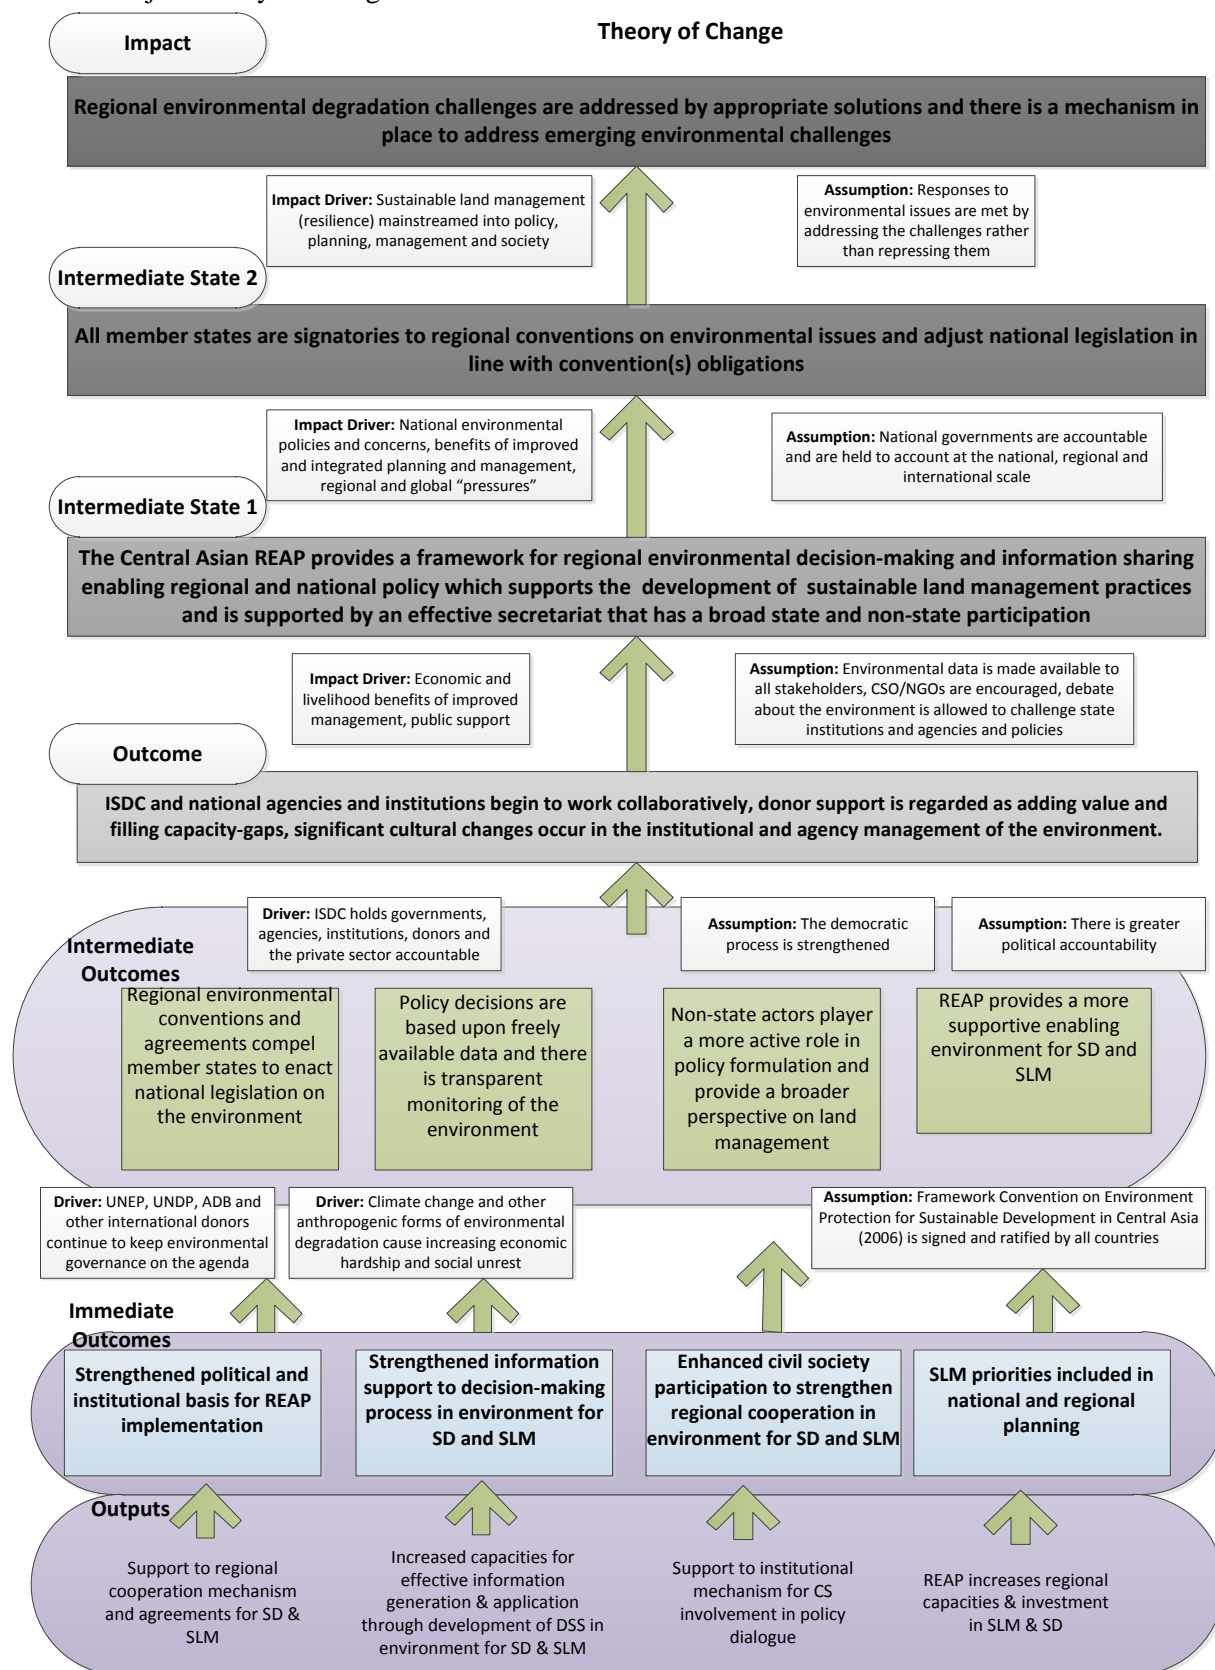 Theory of Change
Impact
Regional environmental degradation challenges are addressed by appropriate solutions and there is a mechanism in
place to address emerging environmental challenges
Impact Driver: Sustainable land management
(resilience) mainstreamed into policy,
planning, management and society
Assumption: Responses to
environmental issues are met by
addressing the challenges rather
than repressing them
Intermediate State 2
All member states are signatories to regional conventions on environmental issues and adjust national legislation in
line with convention(s) obligations
Impact Driver: National environmental
policies and concerns, benefits of improved
and integrated planning and management,
regional and global “pressures”
Assumption: National governments are accountable
and are held to account at the national, regional and
international scale
Intermediate State 1
The Central Asian REAP provides a framework for regional environmental decision-making and information sharing
enabling regional and national policy which supports the development of sustainable land management practices
and is supported by an effective secretariat that has a broad state and non-state participation
Impact Driver: Economic and
livelihood benefits of improved
management, public support
Assumption: Environmental data is made available to
all stakeholders, CSO/NGOs are encouraged, debate
about the environment is allowed to challenge state
institutions and agencies and policies
Outcome
ISDC and national agencies and institutions begin to work collaboratively, donor support is regarded as adding value and
filling capacity-gaps, significant cultural changes occur in the institutional and agency management of the environment.
Driver: ISDC holds governments,
agencies, institutions, donors and
the private sector accountable
Assumption: The democratic
process is strengthened
Assumption: There is greater
political accountability
Intermediate
Outcomes
Regional environmental
conventions and
agreements compel
member states to enact
national legislation on
the environment
Policy decisions are
based upon freely
available data and there
is transparent
monitoring of the
environment
Non-state actors player
a more active role in
policy formulation and
provide a broader
perspective on land
management
REAP provides a more
supportive enabling
environment for SD and
SLM
Driver: UNEP, UNDP, ADB and
other international donors
continue to keep environmental
governance on the agenda
Driver: Climate change and other
anthropogenic forms of environmental
degradation cause increasing economic
hardship and social unrest
Assumption: Framework Convention on Environment
Protection for Sustainable Development in Central Asia
(2006) is signed and ratified by all countries
Immediate
Outcomes
Strengthened political and
institutional basis for REAP
implementation
Strengthened information
support to decision-making
process in environment for
SD and SLM
Enhanced civil society
participation to strengthen
regional cooperation in
environment for SD and SLM
SLM priorities included in
national and regional
planning
Outputs
Support to regional
cooperation mechanism
and agreements for SD &
SLM
Increased capacities for
effective information
generation & application
through development of DSS in
environment for SD & SLM
Support to institutional
mechanism for CS
involvement in policy
dialogue
REAP increases regional
capacities & investment
in SLM & SD